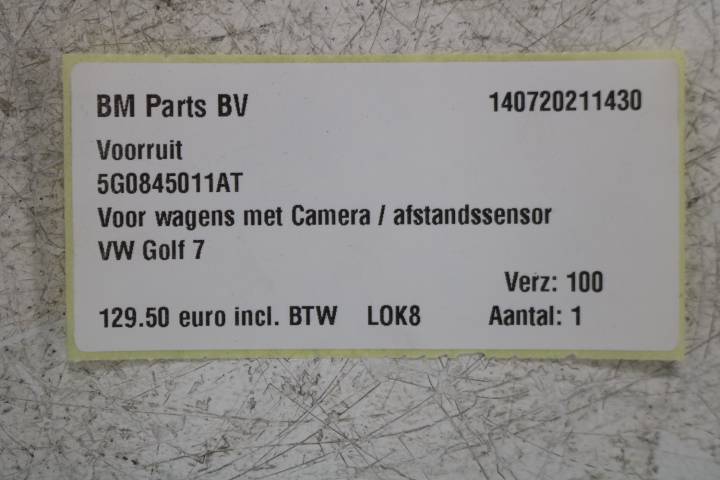 BM Parts BV 140720211430
Voorruit
5G0845011AT
Voor wagens met Camera / afstandssensor
VW Golf 7
Verz: 100
129.50 euro incl. BTW LOK8 Aantal: 1